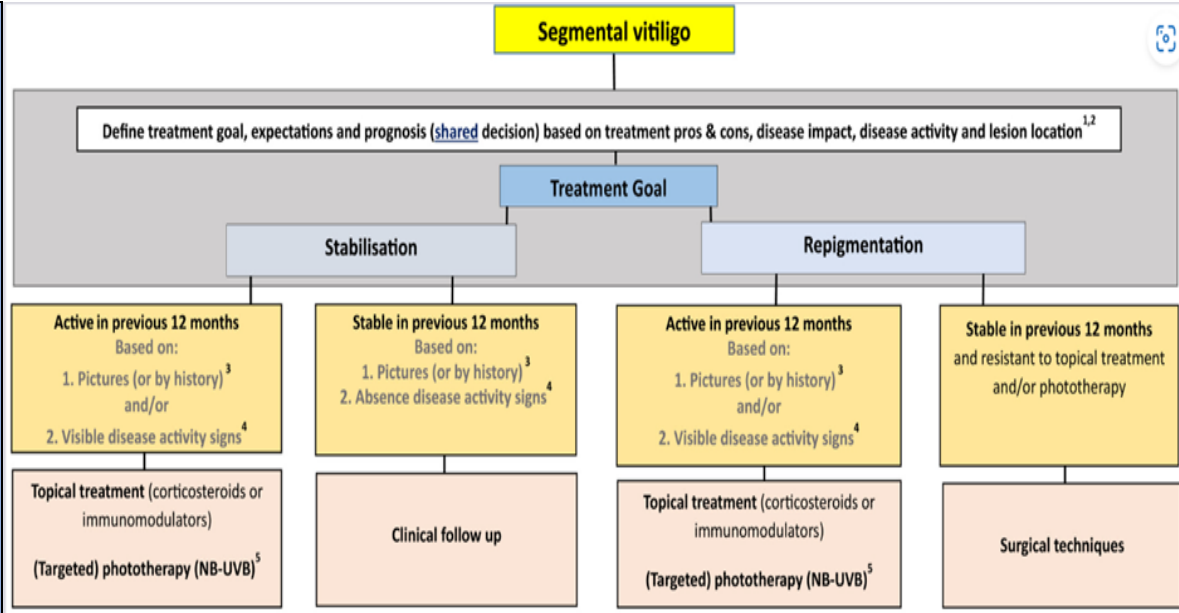 Segmental vitiligo
Define treatment goal, expectations and prognosis (shared decision) based on treatment pros & cons, disease impact, disease activity and lesion location1,2
Treatment Goal
Stabilisation
Repigmentation
Active in previous 12 months
Based on:
1. Pictures (or by history)3
and/or
2. Visible disease activity signs4
Stable in previous 12 months
Based on:
1. Pictures (or by history)3
2. Absence disease activity signs4
Active in previous 12 months
Based on:
1. Pictures (or by history)3
and/or
2. Visible disease activity signs4
Stable in previous 12 months
and resistant to topical treatment
and/or phototherapy
Topical treatment (corticosteroids or
immunomodulators)
(Targeted) phototherapy (NB-UVB)5
Clinical follow up
Topical treatment (corticosteroids or
immunomodulators)
(Targeted) phototherapy (NB-UVB)5
Surgical techniques